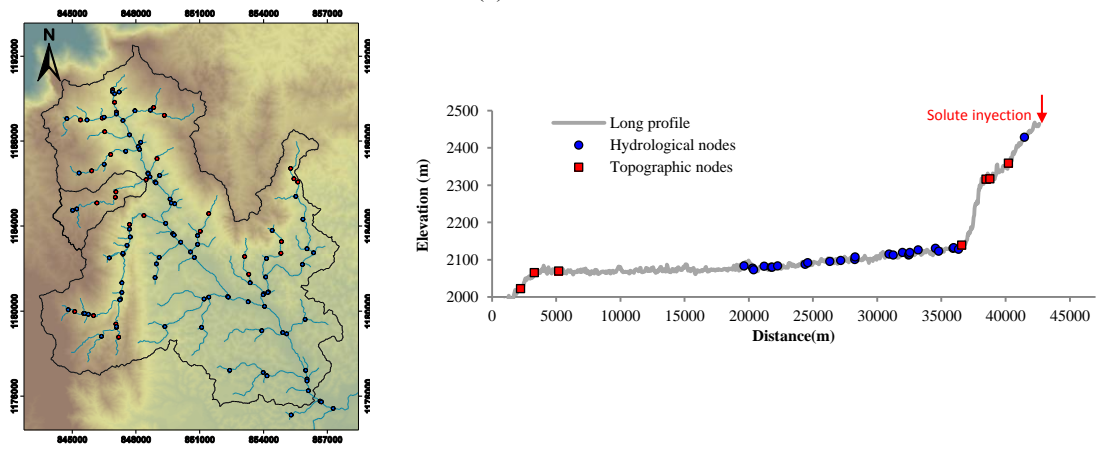 845000 848000 851000 854000 857000
N
1192000 1192000
1188000 1188000
1184000 1184000
1180000 1180000
1176000 1176000
845000 848000 851000 854000 857000
Solute inyection
Long profile
Hydrological nodes
Topographic nodes
Elevation (m)
2500
2400
2300
2200
2100
2000
0 5000 10000 15000 20000 25000 30000 35000 40000 45000
Distance(m)